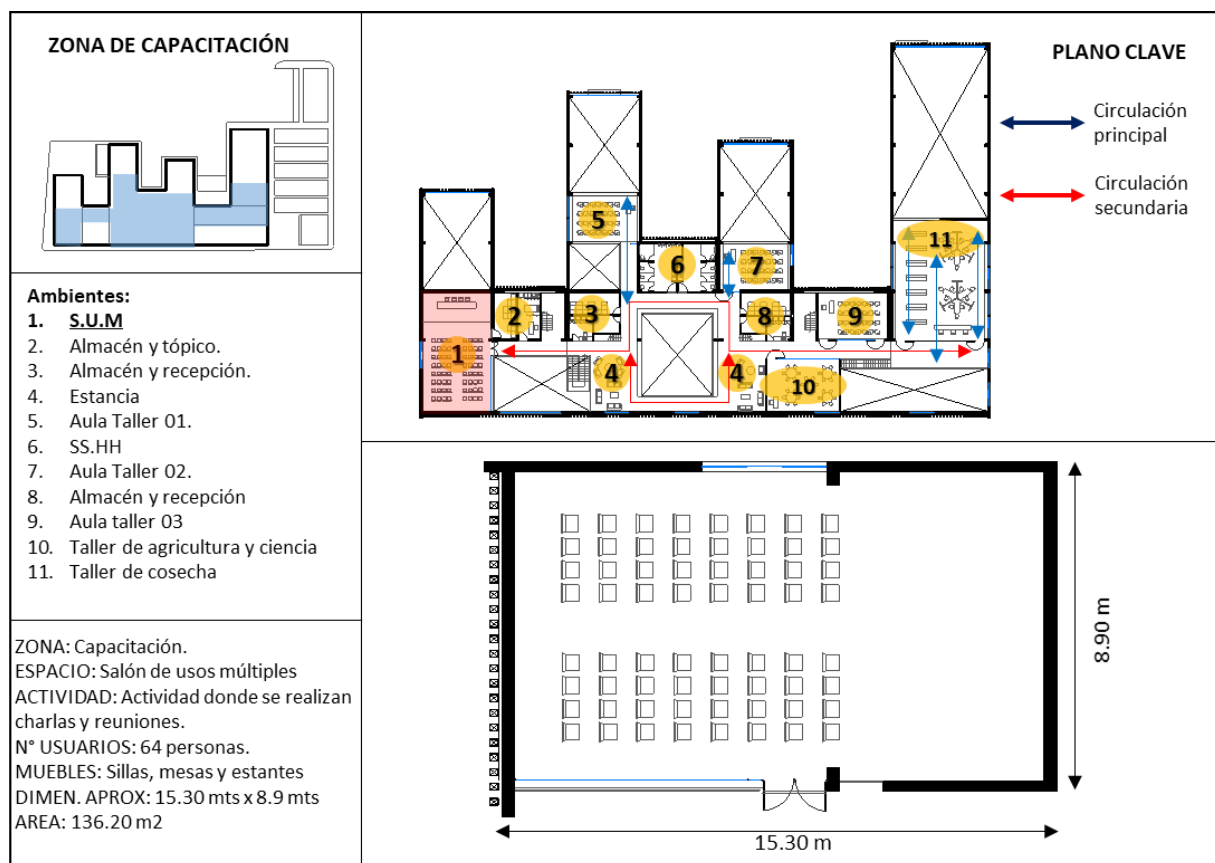 ZONA DE CAPACITACIÓN
PLANO CLAVE
Circulación
principal
Circulación
secundaria
5
6
7
11
1
2
3
4
4
8
9
10
Ambientes:
1. S.U.M
2. Almacén y tópico.
3. Almacén y recepción.
4. Estancia
5. Aula Taller 01.
6. SS.HH
7. Aula Taller 02.
8. Almacén y recepción
9. Aula taller 03
10. Taller de agricultura y ciencia
11. Taller de cosecha
ZONA: Capacitación.
ESPACIO: Salón de usos múltiples
ACTIVIDAD: Actividad donde se realizan
charlas y reuniones.
N° USUARIOS: 64 personas.
MUEBLES: Sillas, mesas y estantes
DIMEN. APROX: 15.30 mts x 8.9 mts
AREA: 136.20 m2
8.90 m
15.30 m